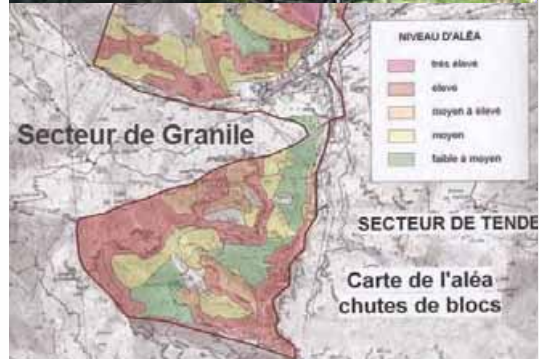 NIVEAU D'ALÉA
très élevé
élevé
moyen à élevé
moyen
faible à moyen
Secteur de Granile
SECTEUR DE TENDE
Carte de l'aléa
chutes de blocs